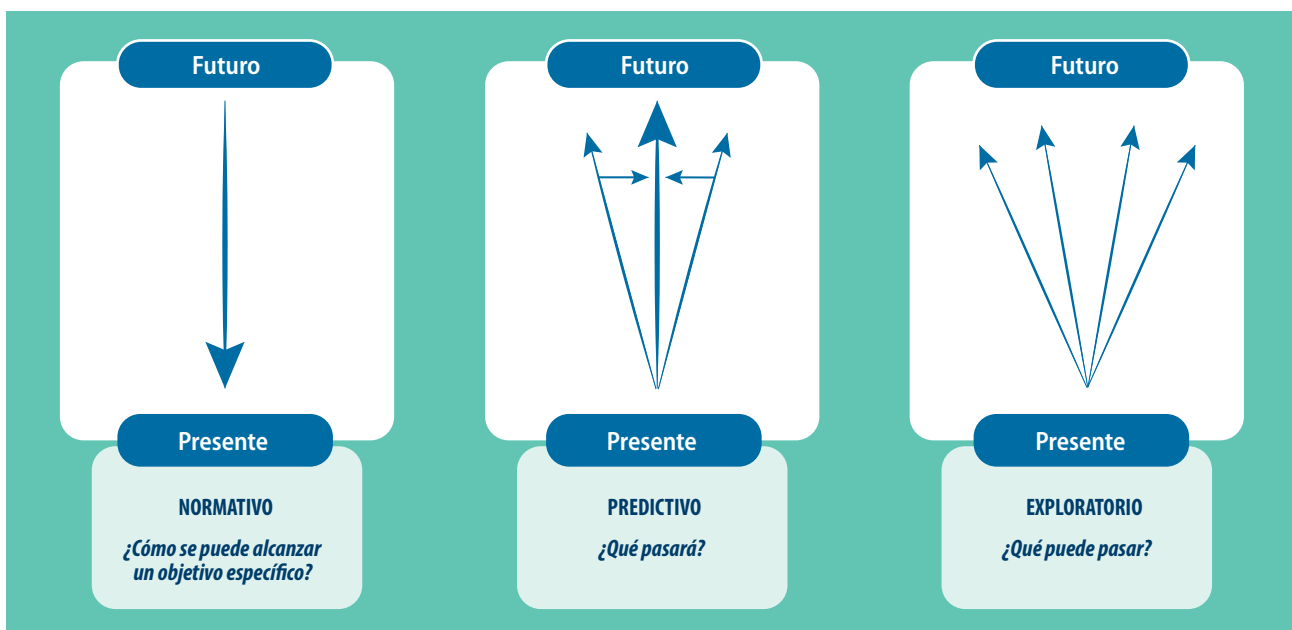 Futuro
Presente
NORMATIVO
¿Cómo se puede alcanzar
un objetivo específico?
Futuro
Presente
PREDICTIVO
¿Qué pasará?
Futuro
Presente
EXPLORATORIO
¿Qué puede pasar?